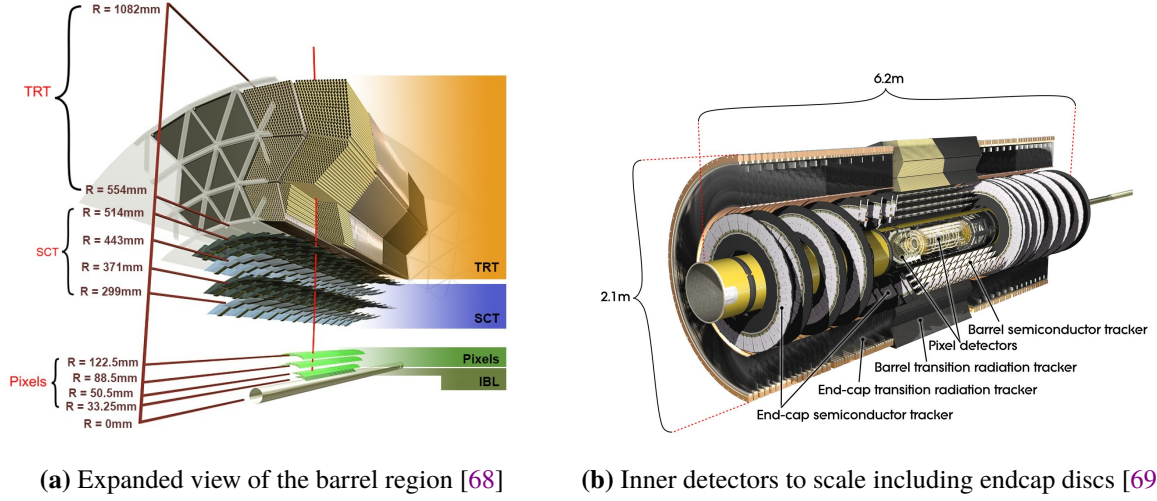 R = 1082mm
TRT
R = 554mm
R = 514mm
SCT
R = 443mm
R = 371mm
R = 299mm
TRT
SCT
R = 122.5mm
Pixels
R = 88.5mm
R = 50.5mm
R = 33.25mm
R = 0mm
Pixels
IBL
6.2m
2.1m
Barrel semiconductor tracker
Pixel detectors
Barrel transition radiation tracker
End-cap transition radiation tracker
End-cap semiconductor tracker
(a) Expanded view of the barrel region [68]
(b) Inner detectors to scale including endcap discs [69